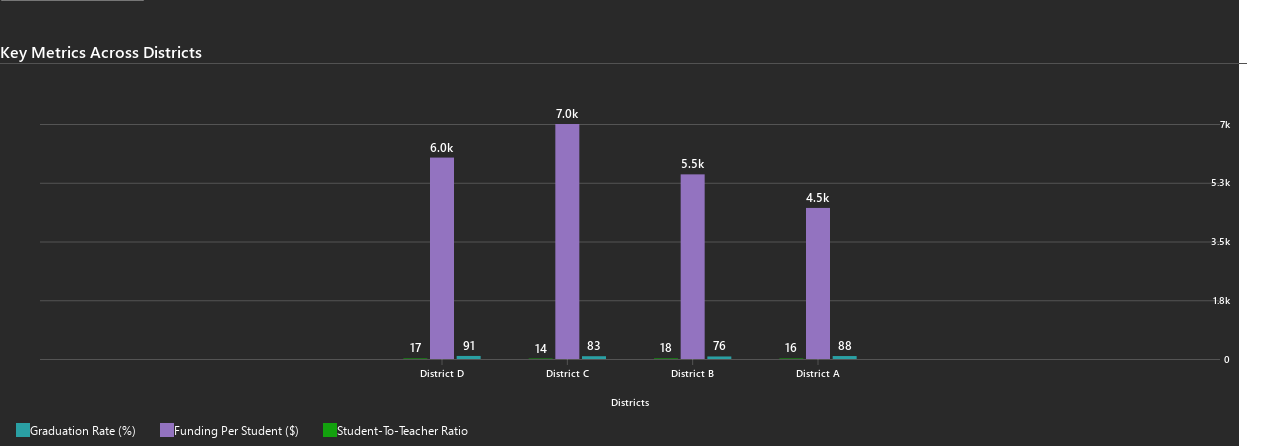 Key Metrics Across Districts
7k
5.3k
3.5k
1.8k
0
6.0k
7.0k
5.5k
4.5k
17
91
14
83
18
76
16
88
District D
District C
District B
District A
Districts
Graduation Rate (%)
Funding Per Student ($)
Student-To-Teacher Ratio